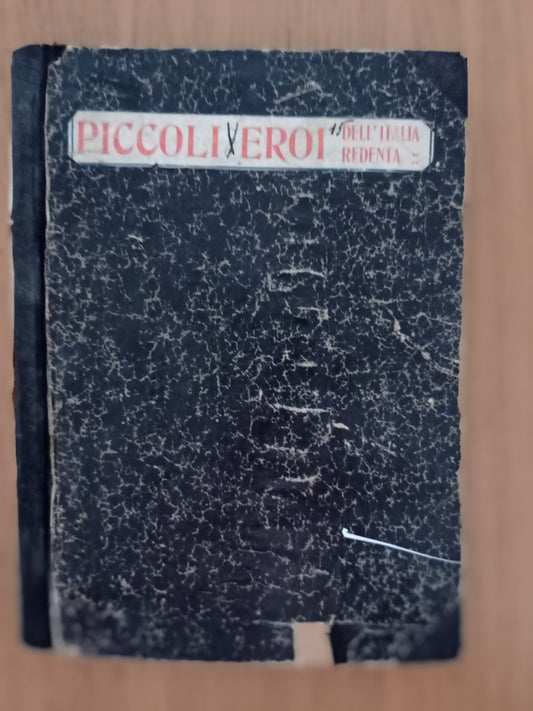 PICCOLI EROI DELL'ITALIA
REDENTA ::